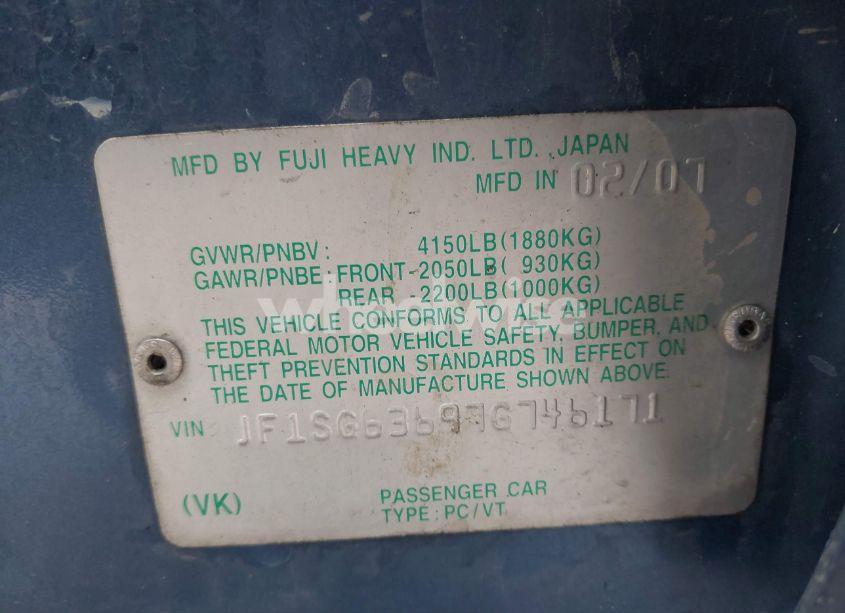 MFD BY FUJI HEAVY IND. LTD. JAPAN
MFD IN 02/07
GVWR/PNBV: 4150LB(1880KG)
GAWR/PNBE: FRONT-2050LB( 930KG)
REAR -2200LB(1000KG)
THIS VEHICLE CONFORMS TO ALL APPLICABLE
FEDERAL MOTOR VEHICLE SAFETY, BUMPER, AND
THEFT PREVENTION STANDARDS IN EFFECT ON
THE DATE OF MANUFACTURE SHOWN ABOVE.
VIN JF1SG63697G746171
(VK) PASSENGER CAR
TYPE: PC/VT